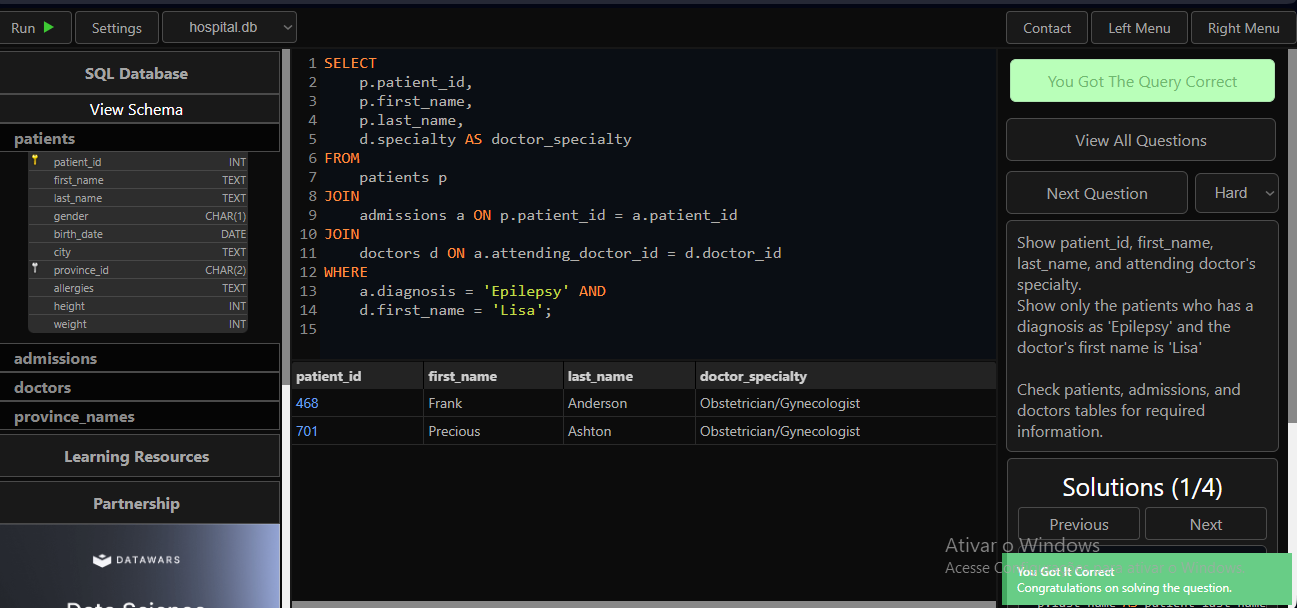 Run
Settings
hospital.db
Contact
Left Menu
Right Menu
SQL Database
View Schema
patients
patient_id INT
first_name TEXT
last_name TEXT
gender CHAR(1)
birth_date DATE
city TEXT
province_id CHAR(2)
allergies TEXT
height INT
weight INT
admissions
doctors
province_names
Learning Resources
Partnership
DATAWARS
Data Science
1 SELECT
2 p.patient_id,
3 p.first_name,
4 p.last_name,
5 d.specialty AS doctor_specialty
6 FROM
7 patients p
8 JOIN
9 admissions a ON p.patient_id = a.patient_id
10 JOIN
11 doctors d ON a.attending_doctor_id = d.doctor_id
12 WHERE
13 a.diagnosis = 'Epilepsy' AND
14 d.first_name = 'Lisa';
15
patient_id first_name last_name doctor_specialty
468 Frank Anderson Obstetrician/Gynecologist
701 Precious Ashton Obstetrician/Gynecologist
You Got The Query Correct
View All Questions
Next Question
Hard
Show patient_id, first_name,
last_name, and attending doctor's
specialty.
Show only the patients who has a
diagnosis as 'Epilepsy' and the
doctor's first name is 'Lisa'
Check patients, admissions, and
doctors tables for required
information.
Solutions (1/4)
Previous
Next
Ativar o Windows
Acesse
You Got It Correct
Congratulations on solving the question.